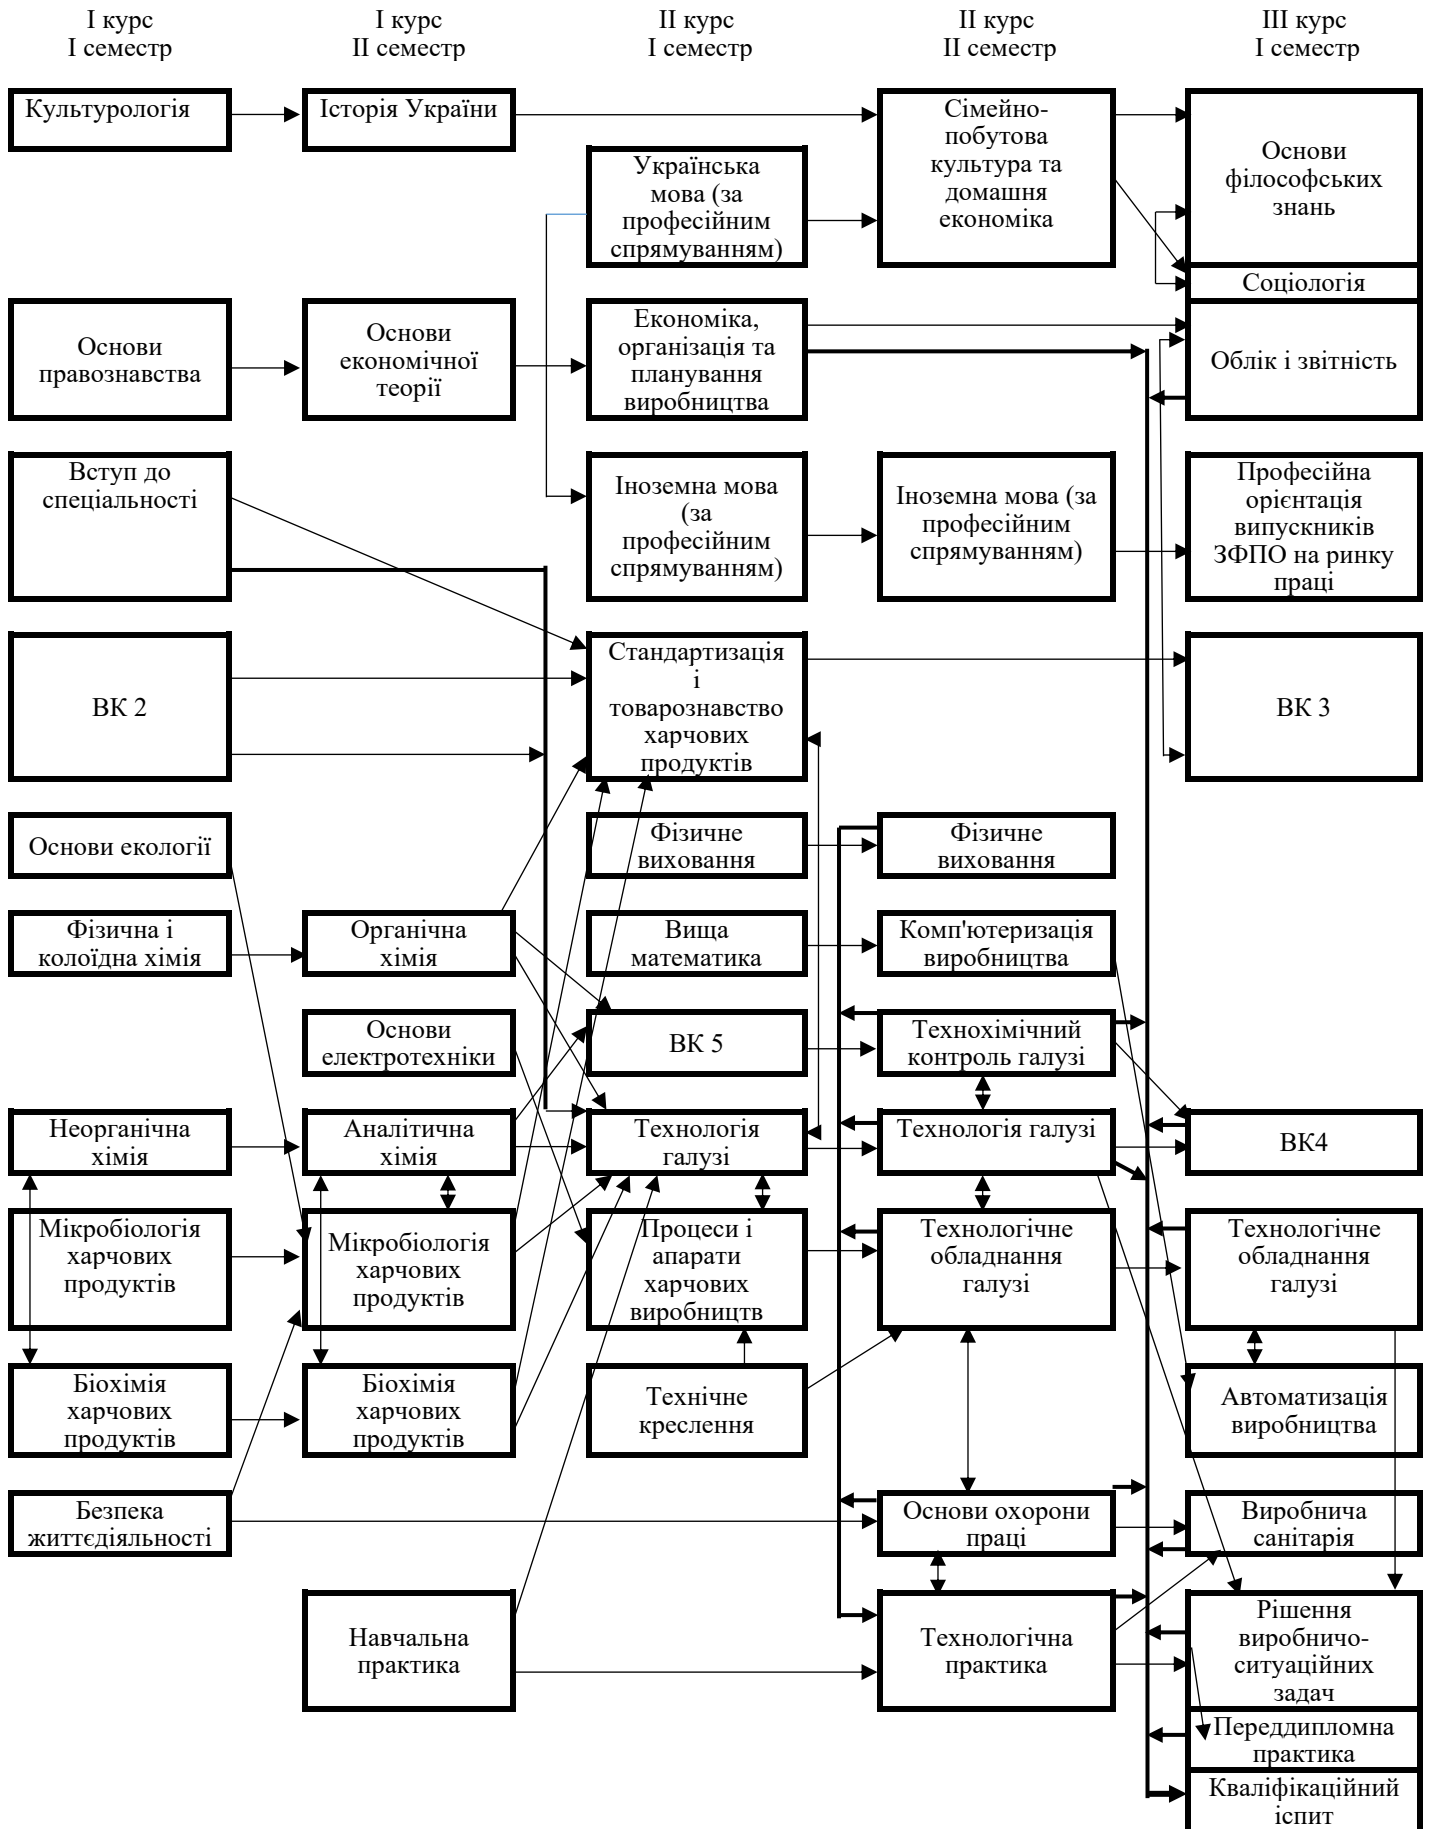 І курс
І семестр
І курс
ІІ семестр
ІІ курс
І семестр
ІІ курс
ІІ семестр
ІІІ курс
І семестр
Культурологія
Історія України
Українська
мова (за
професійним
спрямуванням)
Сімейно-
побутова
культура та
домашня
економіка
Основи
філософських
знань
Соціологія
Основи
правознавства
Основи
економічної
теорії
Економіка,
організація та
планування
виробництва
Облік і звітність
Вступ до
спеціальності
Іноземна мова
(за
професійним
спрямуванням)
Іноземна мова (за
професійним
спрямуванням)
Професійна
орієнтація
випускників
ЗФПО на ринку
праці
ВК 2
Стандартизація
і
товарознавство
харчових
продуктів
ВК 3
Основи екології
Фізичне
виховання
Фізичне
виховання
Фізична і
колоїдна хімія
Органічна
хімія
Вища
математика
Комп'ютеризація
виробництва
Основи
електротехніки
ВК 5
Технохімічний
контроль галузі
Неорганічна
хімія
Аналітична
хімія
Технологія
галузі
Технологія галузі
ВК4
Мікробіологія
харчових
продуктів
Мікробіологія
харчових
продуктів
Процеси і
апарати
харчових
виробництв
Технологічне
обладнання
галузі
Технологічне
обладнання
галузі
Біохімія
харчових
продуктів
Біохімія
харчових
продуктів
Технічне
креслення
Автоматизація
виробництва
Безпека
життєдіяльності
Основи охорони
праці
Виробнича
санітарія
Навчальна
практика
Технологічна
практика
Рішення
виробничо-
ситуаційних
задач
Переддипломна
практика
Кваліфікаційний
іспит